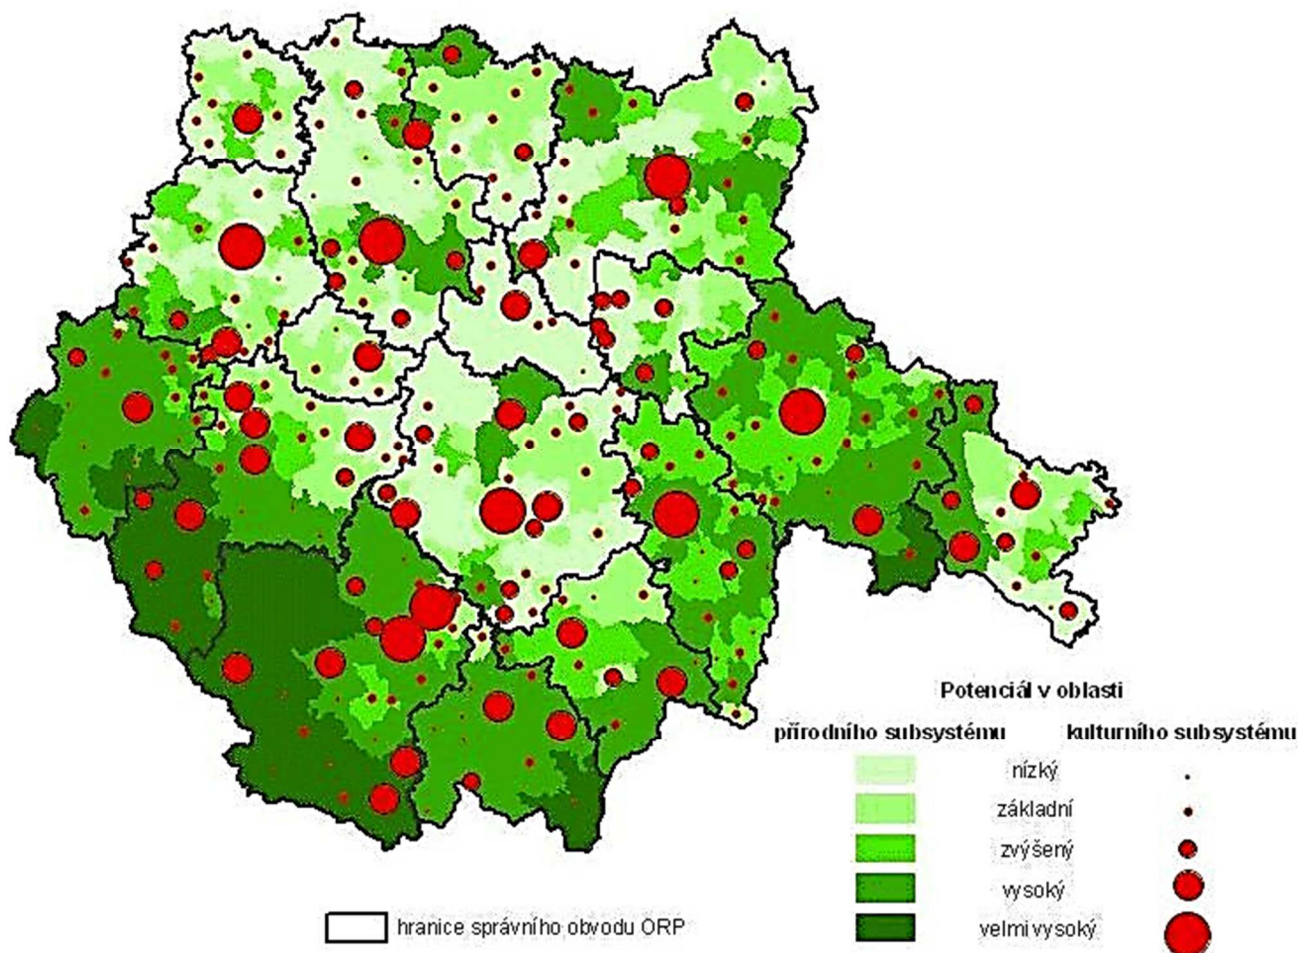 Potenciál v oblasti
přírodního subsystému kulturního subsystému
nízký
základní
zvýšený
vysoký
velmi vysoký
hranice správního obvodu ORP